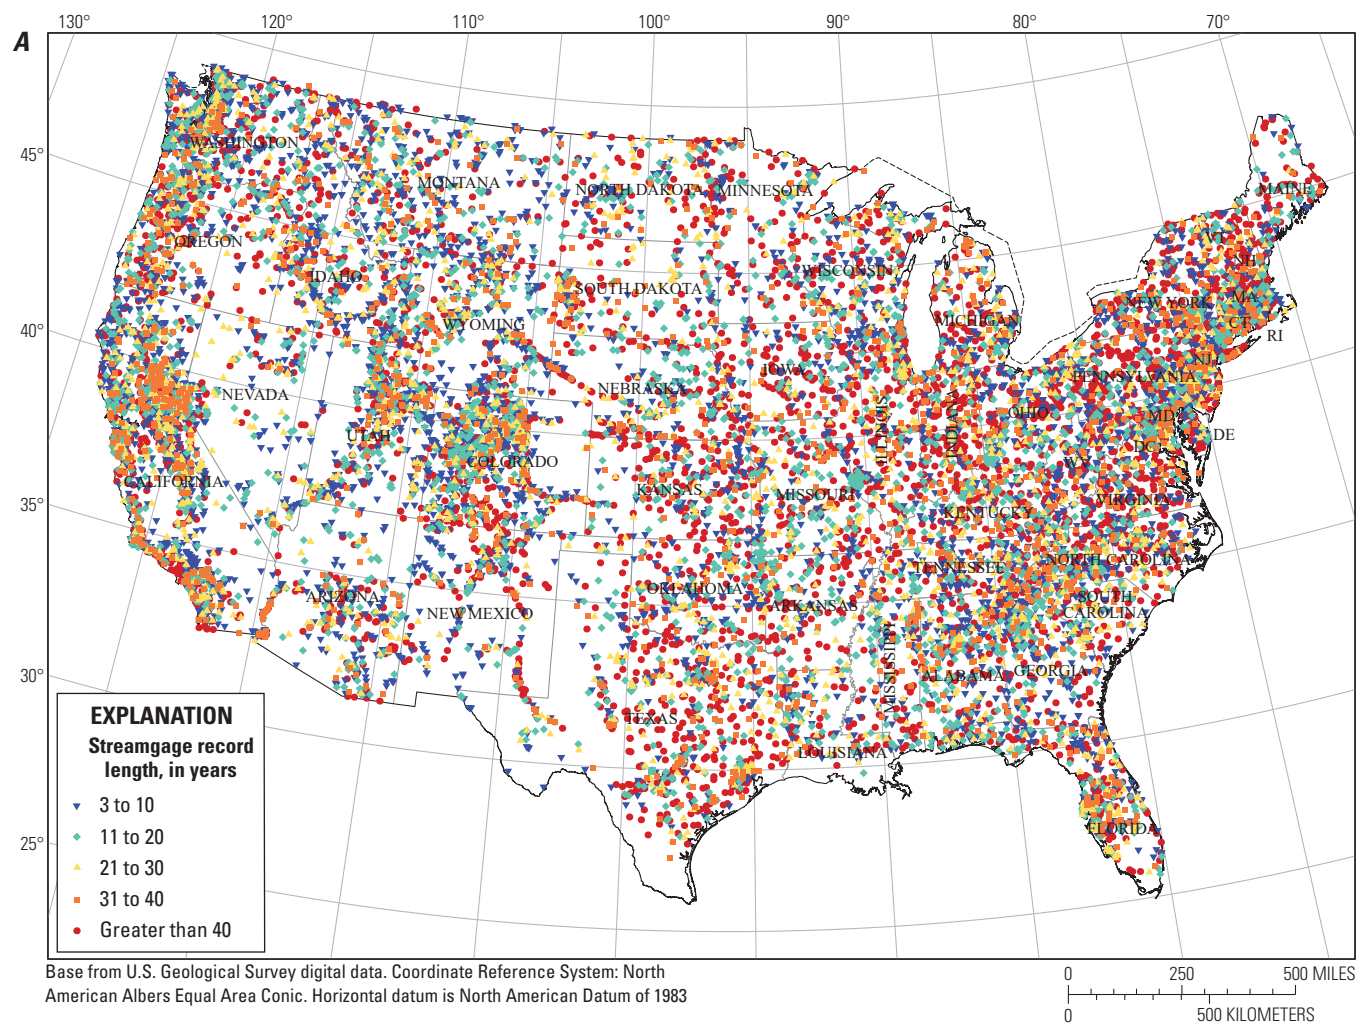 130°
120°
110°
100°
90°
80°
70°
A
45°
40°
35°
30°
25°
WASHINGTON
MONTANA
NORTH DAKOTA
MINNESOTA
MAINE
OREGON
VT
IDAHO
WISCONSIN
NH
SOUTH DAKOTA
MA
NEW YORK
WYOMING
MICHIGAN
CT
RI
NJ
IOWA
PENNSYLVANIA
NEBRASKA
NEVADA
OHIO
MD
ILLINOIS
INDIANA
UTAH
DE
DC
COLORADO
WV
CALIFORNIA
KANSAS
MISSOURI
VIRGINIA
KENTUCKY
NORTH CAROLINA
TENNESSEE
OKLAHOMA
ARIZONA
SOUTH
CAROLINA
ARKANSAS
NEW MEXICO
MISSISSIPPI
GEORGIA
ALABAMA
TEXAS
LOUISIANA
FLORIDA
EXPLANATION
Streamgage record
length, in years
3 to 10
11 to 20
21 to 30
31 to 40
Greater than 40
Base from U.S. Geological Survey digital data. Coordinate Reference System: North
American Albers Equal Area Conic. Horizontal datum is North American Datum of 1983
0 250 500 MILES
0 500 KILOMETERS